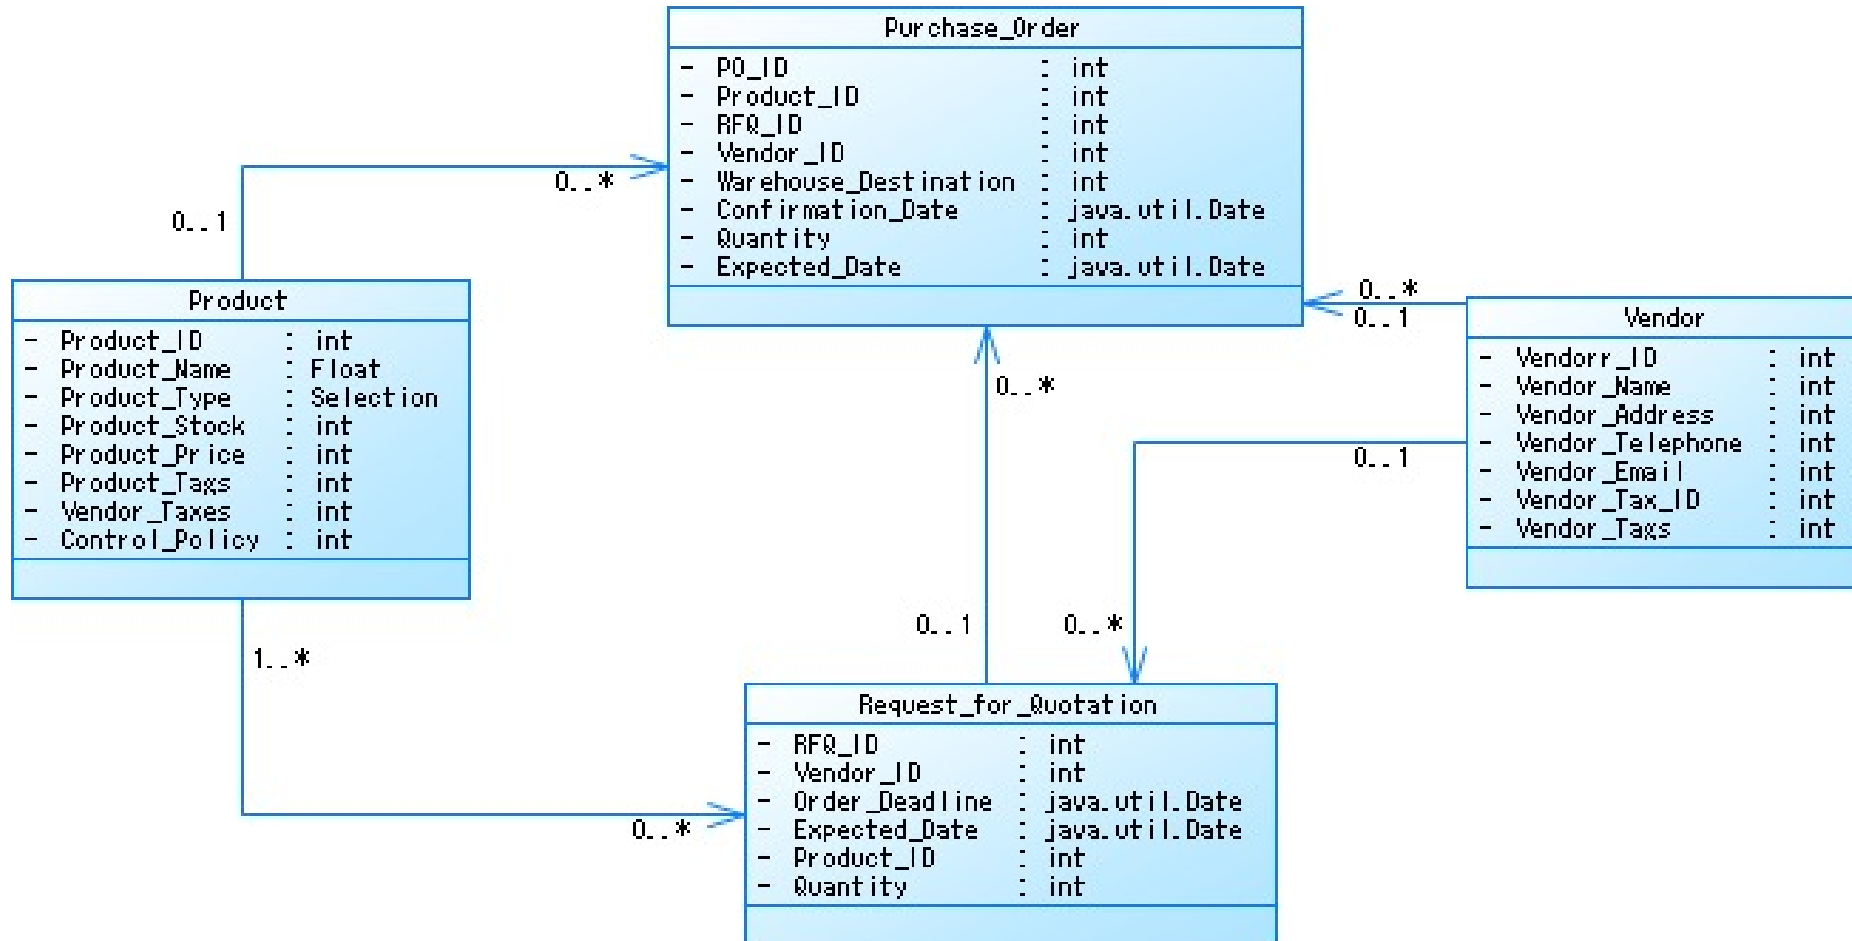 Purchase_Order
- PO_ID : int
- Product_ID : int
- RFQ_ID : int
- Vendor_ID : int
- Warehouse_Destination : int
- Confirmation_Date : java.util.Date
- Quantity : int
- Expected_Date : java.util.Date
0..*
0..1
Product
- Product_ID : int
- Product_Name : Float
- Product_Type : Selection
- Product_Stock : int
- Product_Price : int
- Product_Tags : int
- Vendor_Taxes : int
- Control_Policy : int
0..*
0..1
Vendor
- Vendorr_ID : int
- Vendor_Name : int
- Vendor_Address : int
- Vendor_Telephone : int
- Vendor_Email : int
- Vendor_Tax_ID : int
- Vendor_Tags : int
0..*
0..1
0..1
0..*
1..*
0..*
Request_for_Quotation
- RFQ_ID : int
- Vendor_ID : int
- Order_Deadline : java.util.Date
- Expected_Date : java.util.Date
- Product_ID : int
- Quantity : int